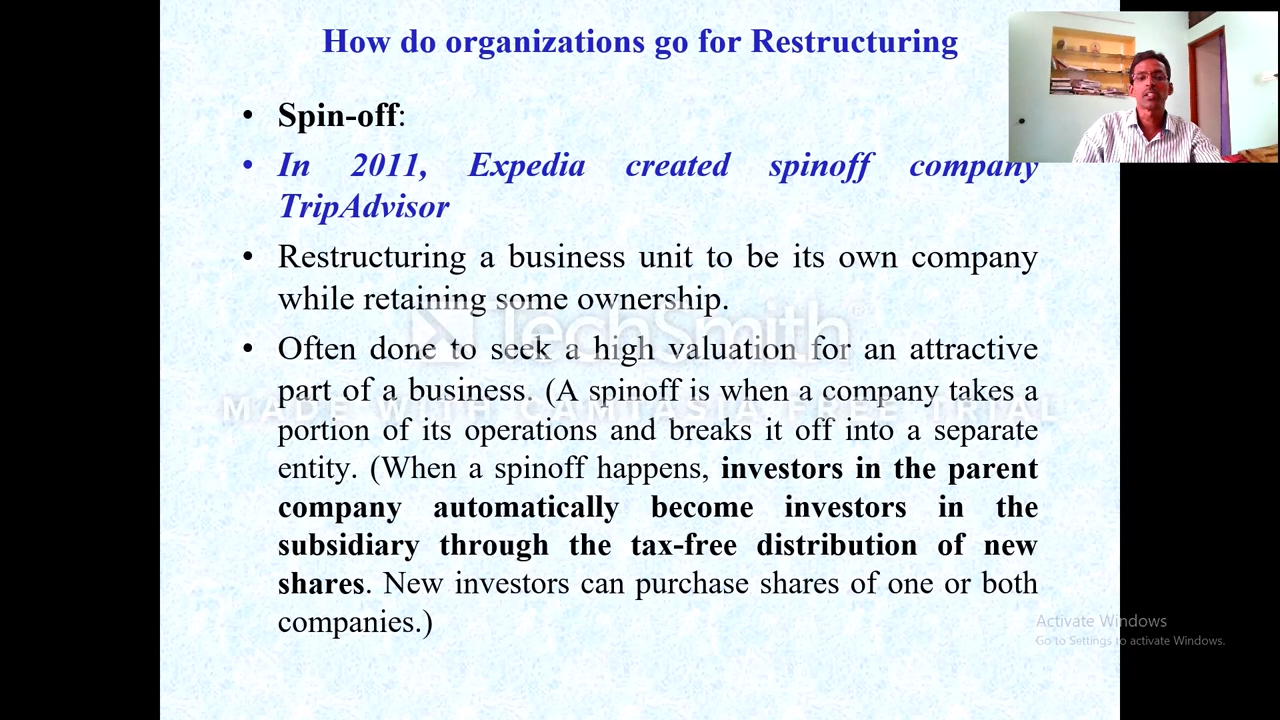 How do organizations go for Restructuring
• Spin-off:
• In 2011, Expedia created spinoff company
TripAdvisor
• Restructuring a business unit to be its own company
while retaining some ownership.
• Often done to seek a high valuation for an attractive
part of a business. (A spinoff is when a company takes a
portion of its operations and breaks it off into a separate
entity. (When a spinoff happens, investors in the parent
company automatically become investors in the
subsidiary through the tax-free distribution of new
shares. New investors can purchase shares of one or both
companies.)
TechSmith®
MADE WITH CAMTASIA FREE TRIAL
Activate Windows
Go to Settings to activate Windows.